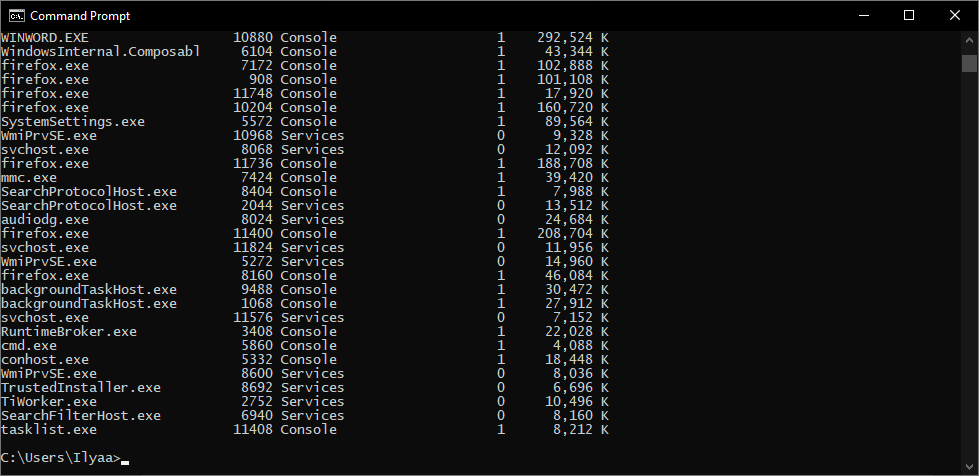 Command Prompt
WINWORD.EXE 10880 Console 1 292,524 K
WindowsInternal.Composabl 6104 Console 1 43,344 K
firefox.exe 7172 Console 1 102,888 K
firefox.exe 908 Console 1 101,108 K
firefox.exe 11748 Console 1 17,920 K
firefox.exe 10204 Console 1 160,720 K
SystemSettings.exe 5572 Console 1 89,564 K
WmiPrvSE.exe 10968 Services 0 9,328 K
svchost.exe 8068 Services 0 12,092 K
firefox.exe 11736 Console 1 188,708 K
mmc.exe 7424 Console 1 39,420 K
SearchProtocolHost.exe 8404 Console 1 7,988 K
SearchProtocolHost.exe 2044 Services 0 13,512 K
audiodg.exe 8024 Services 0 24,684 K
firefox.exe 11400 Console 1 208,704 K
svchost.exe 11824 Services 0 11,956 K
WmiPrvSE.exe 5272 Services 0 14,960 K
firefox.exe 8160 Console 1 46,084 K
backgroundTaskHost.exe 9488 Console 1 30,472 K
backgroundTaskHost.exe 1068 Console 1 27,912 K
svchost.exe 11576 Services 0 7,152 K
RuntimeBroker.exe 3408 Console 1 22,028 K
cmd.exe 5860 Console 1 4,088 K
conhost.exe 5332 Console 1 18,448 K
WmiPrvSE.exe 8600 Services 0 8,036 K
TrustedInstaller.exe 8692 Services 0 6,696 K
TiWorker.exe 2752 Services 0 10,496 K
SearchFilterHost.exe 6940 Services 0 8,160 K
tasklist.exe 11408 Console 1 8,212 K
C:\Users\Ilyaa>